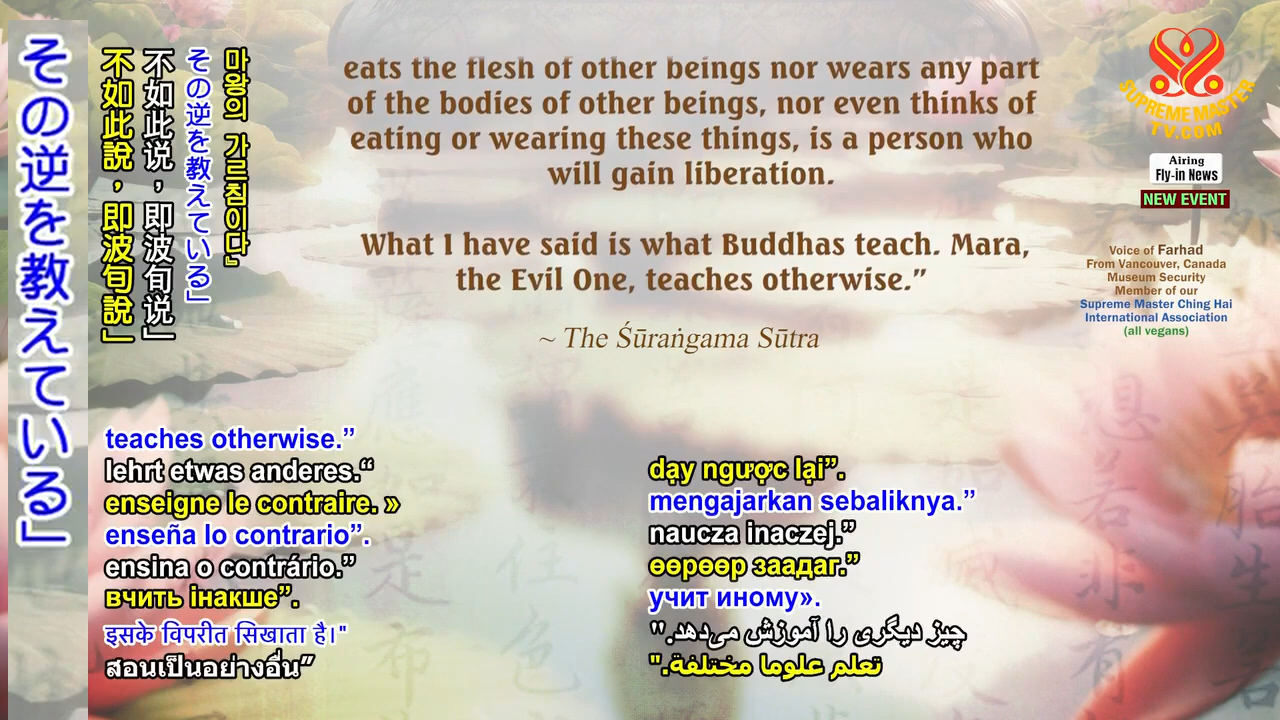 その逆を教えている」
不如此說，即波旬說」
不如此说，即波旬说」
その逆を教えている」
마왕의 가르침이다』
eats the flesh of other beings nor wears any part
of the bodies of other beings, nor even thinks of
eating or wearing these things, is a person who
will gain liberation.
What I have said is what Buddhas teach. Mara,
the Evil One, teaches otherwise.”
~ The Śūraṅgama Sūtra
SUPREME MASTER
TV.COM
Airing
Fly-in News
NEW EVENT
Voice of Farhad
From Vancouver, Canada
Museum Security
Member of our
Supreme Master Ching Hai
International Association
(all vegans)
teaches otherwise.”
lehrt etwas anderes.“
enseigne le contraire. »
enseña lo contrario”.
ensina o contrário.”
вчить інакше”.
इसके विपरीत सिखाता है।"
สอนเป็นอย่างอื่น”
dạy ngược lại”.
mengajarkan sebaliknya.”
naucza inaczej.”
өөрөөр заадаг.”
учит иному».
چیز دیگری را آموزش می‌دهد."
تعلم علوما مختلفة."